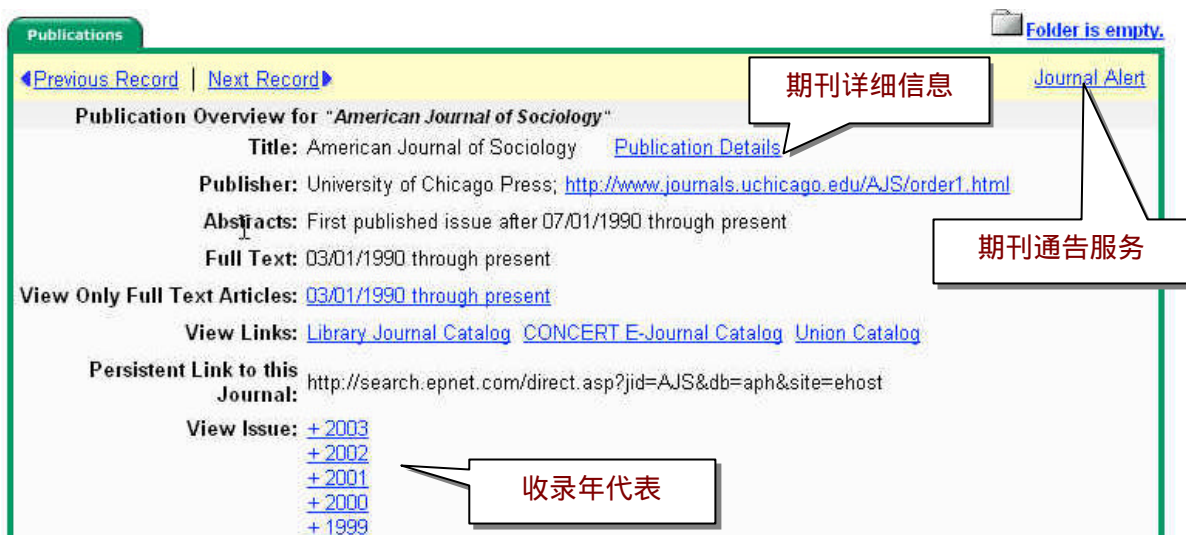 Publications
Folder is empty.
Previous Record | Next Record
期刊详细信息
Journal Alert
Publication Overview for "American Journal of Sociology"
Title: American Journal of Sociology Publication Details
Publisher: University of Chicago Press; http://www.journals.uchicago.edu/AJS/order1.html
Abstracts: First published issue after 07/01/1990 through present
期刊通告服务
Full Text: 03/01/1990 through present
View Only Full Text Articles: 03/01/1990 through present
View Links: Library Journal Catalog CONCERT E-Journal Catalog Union Catalog
Persistent Link to this
Journal: http://search.epnet.com/direct.asp?jid=AJS&db=aph&site=ehost
View Issue: + 2003
+ 2002
+ 2001
收录年代表
+ 2000
+ 1999